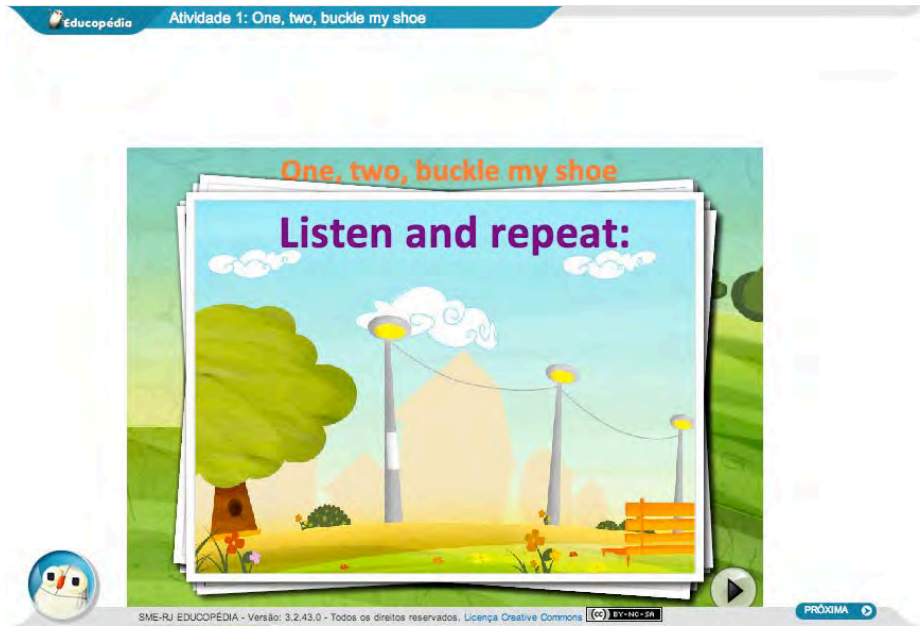 Educopédia
Atividade 1: One, two, buckle my shoe
One, two, buckle my shoe
Listen and repeat:
SME-RJ EDUCOPÉDIA - Versão: 3.2.43.0 - Todos os direitos reservados. Licença Creative Commons (cc) BY-NC-SA
PRÓXIMA